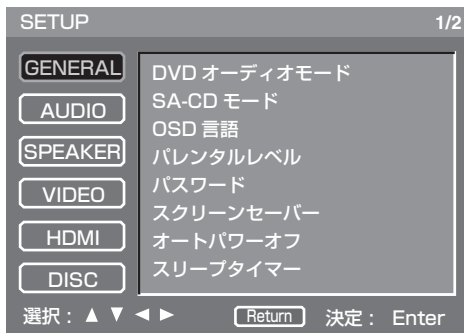 SETUP 1/2
GENERAL
AUDIO
SPEAKER
VIDEO
HDMI
DISC
DVD オーディオモード
SA-CD モード
OSD 言語
パレンタルレベル
パスワード
スクリーンセーバー
オートパワーオフ
スリープタイマー
選択：▲ ▼ ◀ ▶ Return 決定： Enter